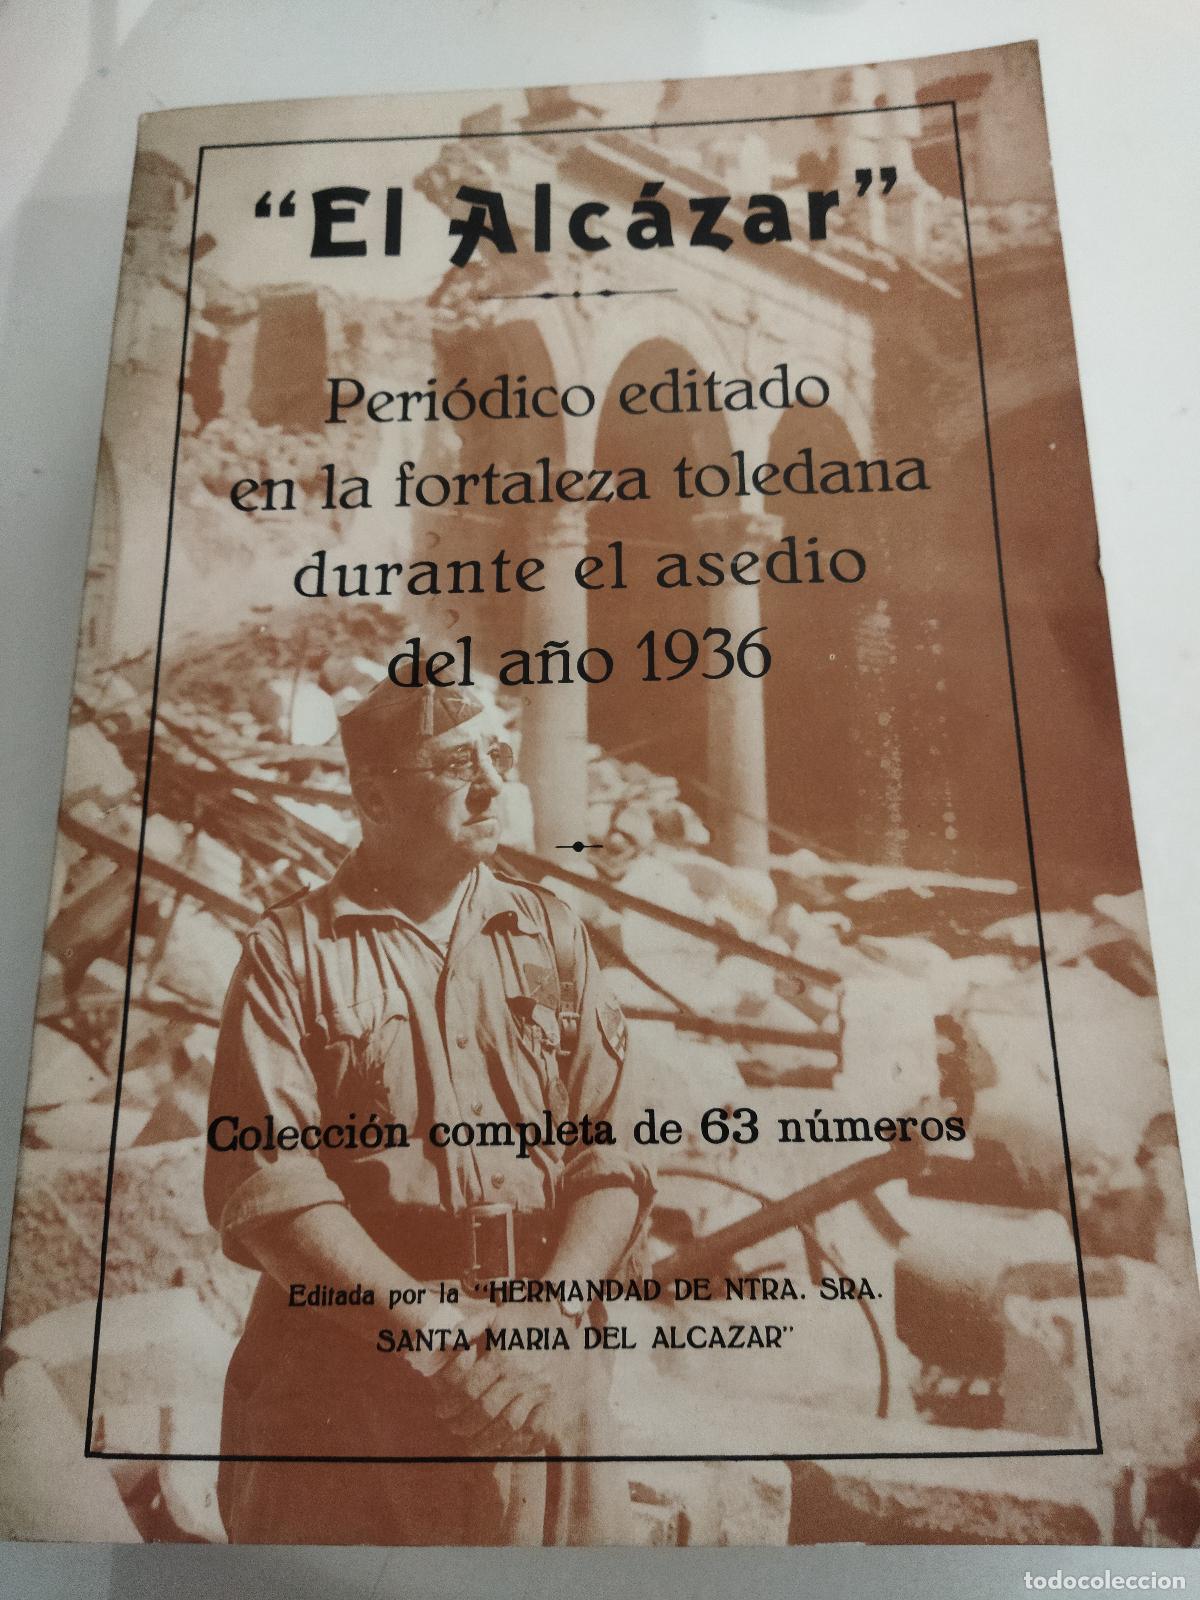 “El Alcázar”
Periódico editado
en la fortaleza toledana
durante el asedio
del año 1936
Colección completa de 63 números
Editada por la “HERMANDAD DE NTRA. SRA.
SANTA MARIA DEL ALCAZAR”
todocoleccion